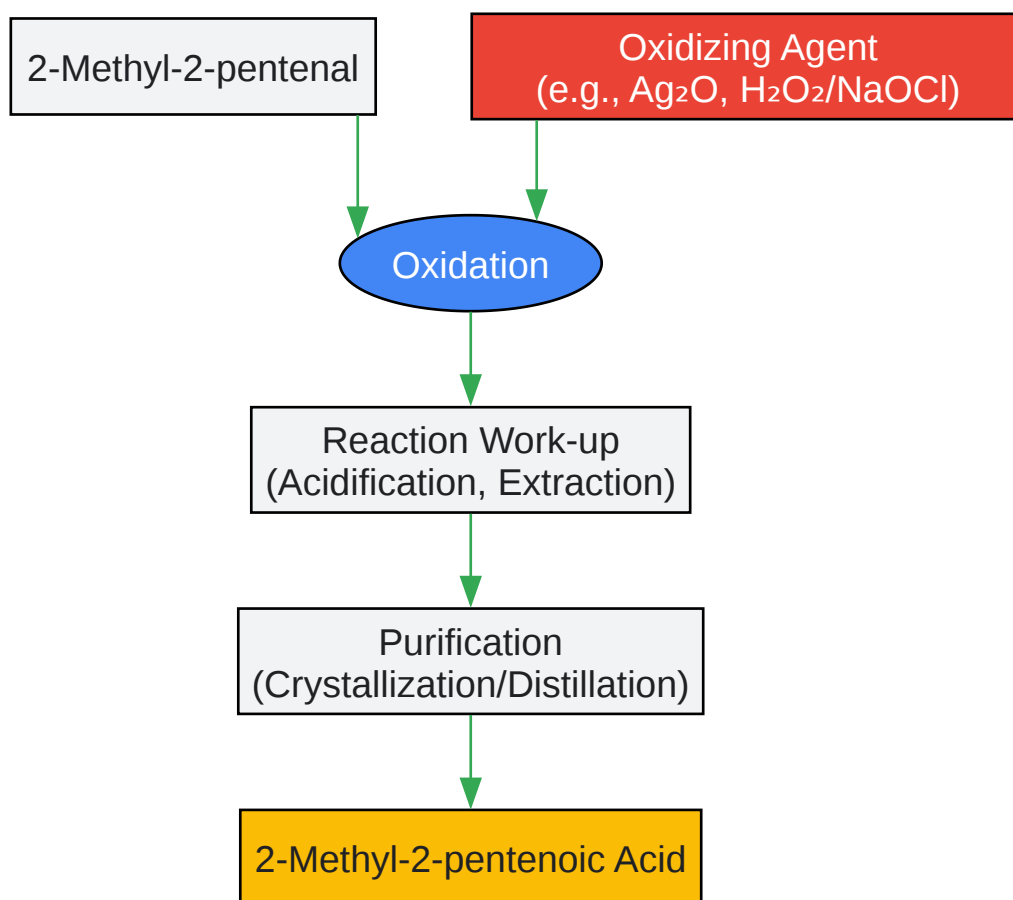 2-Methyl-2-pentenal
Oxidizing Agent
(e.g., Ag₂O, H₂O₂/NaOCl)
Oxidation
Reaction Work-up
(Acidification, Extraction)
Purification
(Crystallization/Distillation)
2-Methyl-2-pentenoic Acid